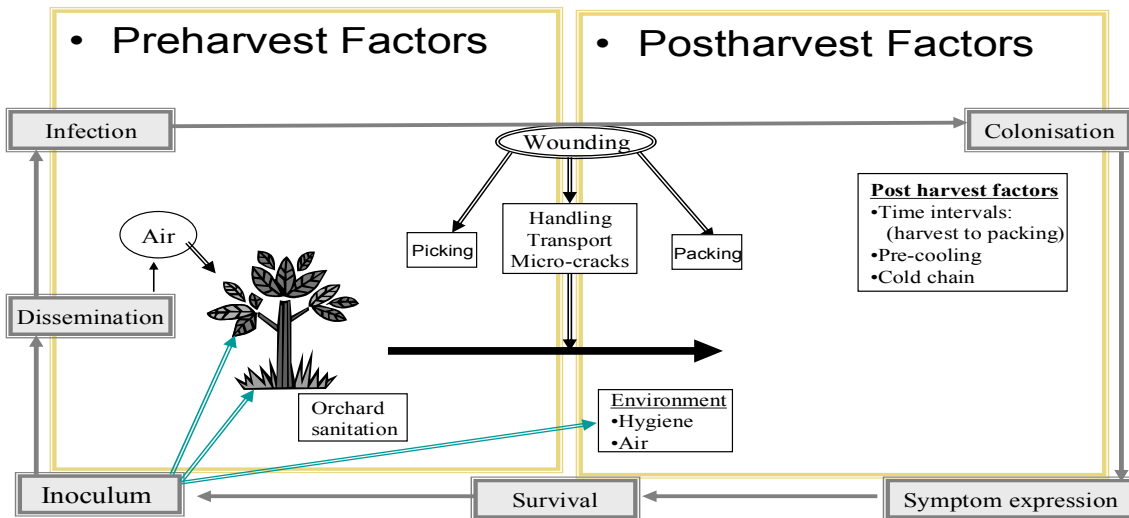 • Preharvest Factors
• Postharvest Factors
Infection
Colonisation
Wounding
Post harvest factors
•Time intervals:
(harvest to packing)
•Pre-cooling
•Cold chain
Air
Handling
Transport
Micro-cracks
Picking
Packing
Dissemination
Orchard
sanitation
Environment
•Hygiene
•Air
Inoculum
Survival
Symptom expression